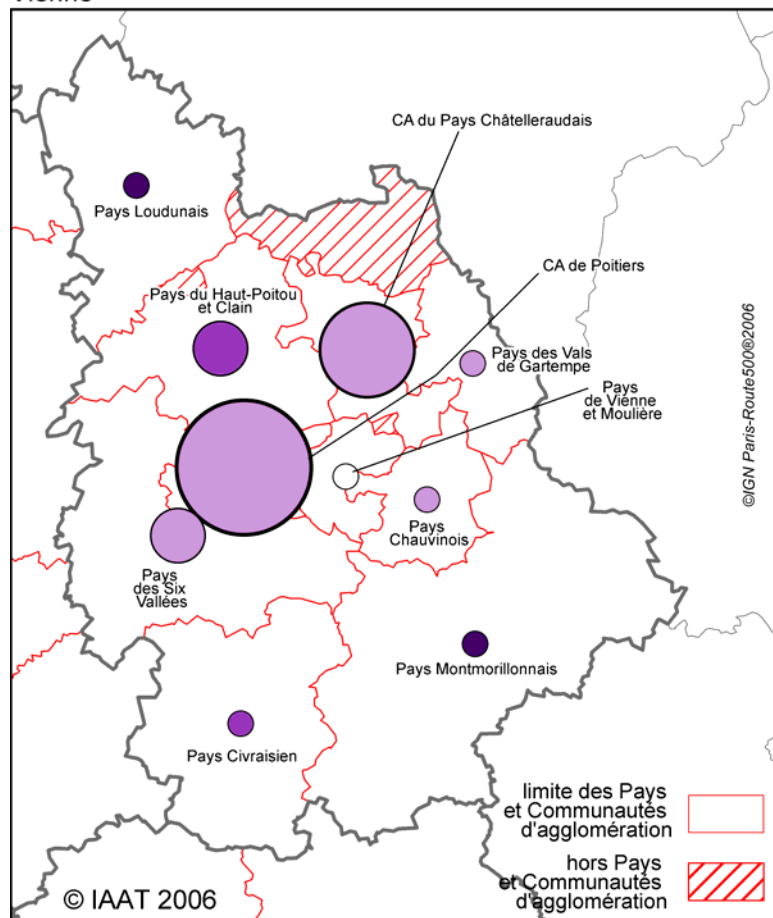 Vienne
CA du Pays Châtelleraudais
Pays Loudunais
CA de Poitiers
Pays du Haut-Poitou
et Clain
Pays des Vals
de Gartempe
Pays
de Vienne
et Moulière
©IGN Paris-Route500®2006
Pays
Chauvinois
Pays
des Six
Vallées
Pays Montmorillonnais
Pays Civraisien
limite des Pays
et Communautés
d'agglomération
hors Pays
et Communautés
d'agglomération
© IAAT 2006